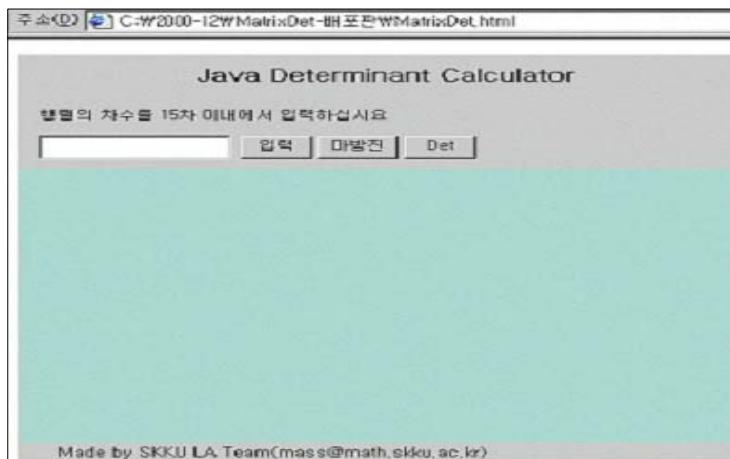 주소(D) C:₩2000-12₩MatrixDet-배포판₩MatrixDet.html
Java Determinant Calculator
행렬의 차수를 15차 이내에서 입력하십시요
입력 마방진 Det
Made by SKKU LA Team(mass@math.skku.ac.kr)